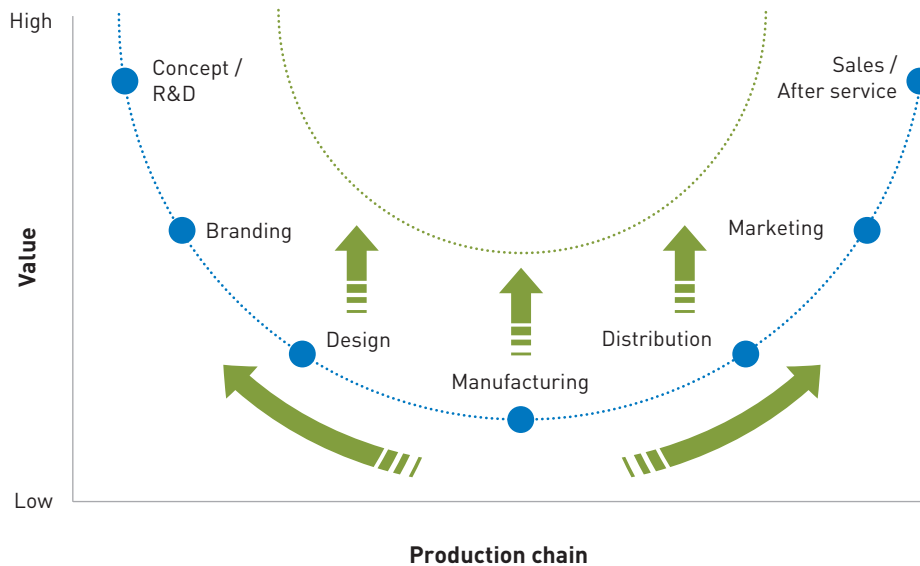 High
Concept /
R&D
Sales /
After service
Branding
Marketing
Value
Design
Distribution
Manufacturing
Low
Production chain